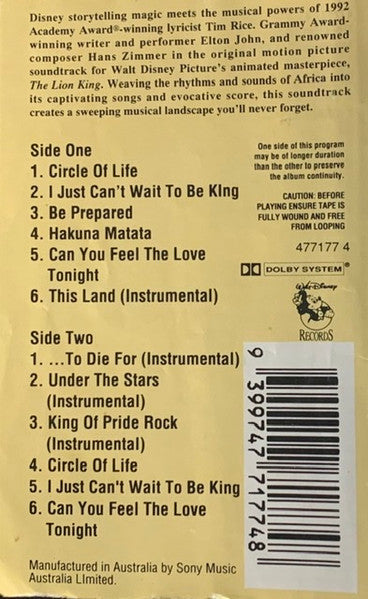 Disney storytelling magic meets the musical powers of 1992
Academy Award®-winning lyricist Tim Rice. Grammy Award-
winning writer and performer Elton John, and renowned
composer Hans Zimmer in the original motion picture
soundtrack for Walt Disney Picture's animated masterpiece,
The Lion King. Weaving the rhythms and sounds of Africa into
its captivating songs and evocative score, this soundtrack
creates a sweeping musical landscape you'll never forget.
Side One
1. Circle Of Life
2. I Just Can't Wait To Be KIng
3. Be Prepared
4. Hakuna Matata
5. Can You Feel The Love
Tonight
6. This Land (Instrumental)
One side of this program
may be of longer duration
than the other to preserve
the album continuity.
CAUTION: BEFORE
PLAYING ENSURE TAPE IS
FULLY WOUND AND FREE
FROM LOOPING
477177 4
DOLBY SYSTEM®
Walt Disney
RECORDS
Side Two
1. ...To Die For (Instrumental)
2. Under The Stars
(Instrumental)
3. King Of Pride Rock
(Instrumental)
4. Circle Of Life
5. I Just Can't Wait To Be King
6. Can You Feel The Love
Tonight
9 399747 717748
Manufactured in Australia by Sony Music
Australia LImited.